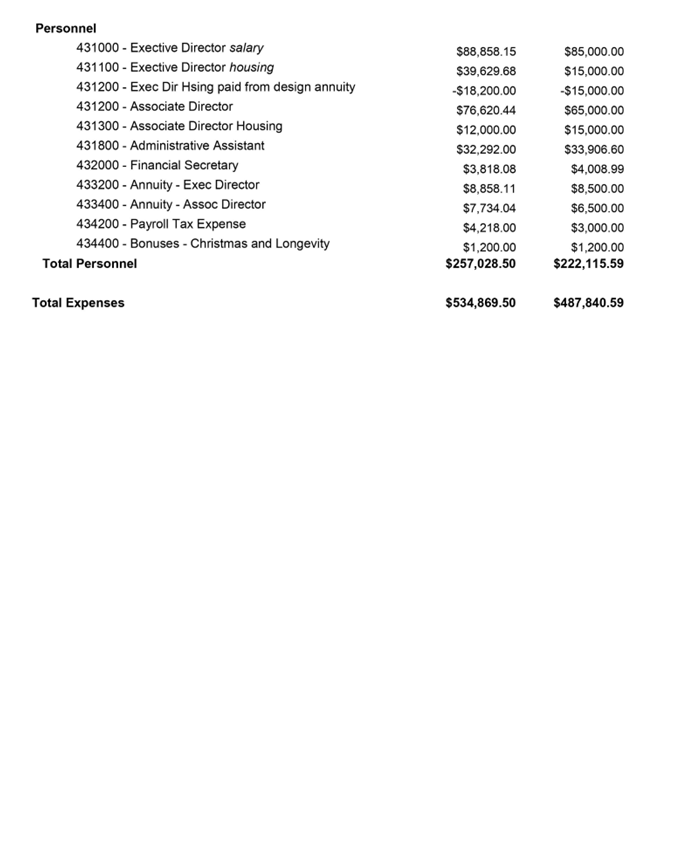 Personnel
431000 - Exective Director salary $88,858.15 $85,000.00
431100 - Exective Director housing $39,629.68 $15,000.00
431200 - Exec Dir Hsing paid from design annuity -$18,200.00 -$15,000.00
431200 - Associate Director $76,620.44 $65,000.00
431300 - Associate Director Housing $12,000.00 $15,000.00
431800 - Administrative Assistant $32,292.00 $33,906.60
432000 - Financial Secretary $3,818.08 $4,008.99
433200 - Annuity - Exec Director $8,858.11 $8,500.00
433400 - Annuity - Assoc Director $7,734.04 $6,500.00
434200 - Payroll Tax Expense $4,218.00 $3,000.00
434400 - Bonuses - Christmas and Longevity $1,200.00 $1,200.00
Total Personnel $257,028.50 $222,115.59
Total Expenses $534,869.50 $487,840.59